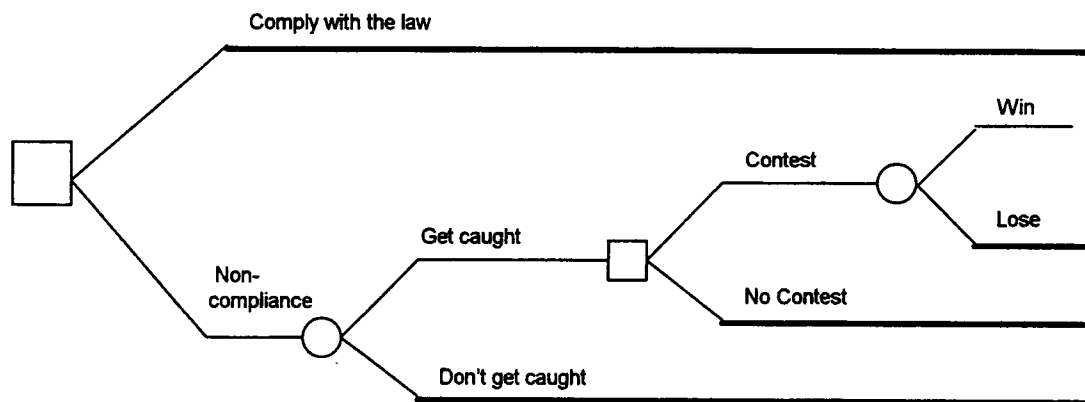 Comply with the law
Win
Contest
Lose
Get caught
Non-
compliance
No Contest
Don't get caught